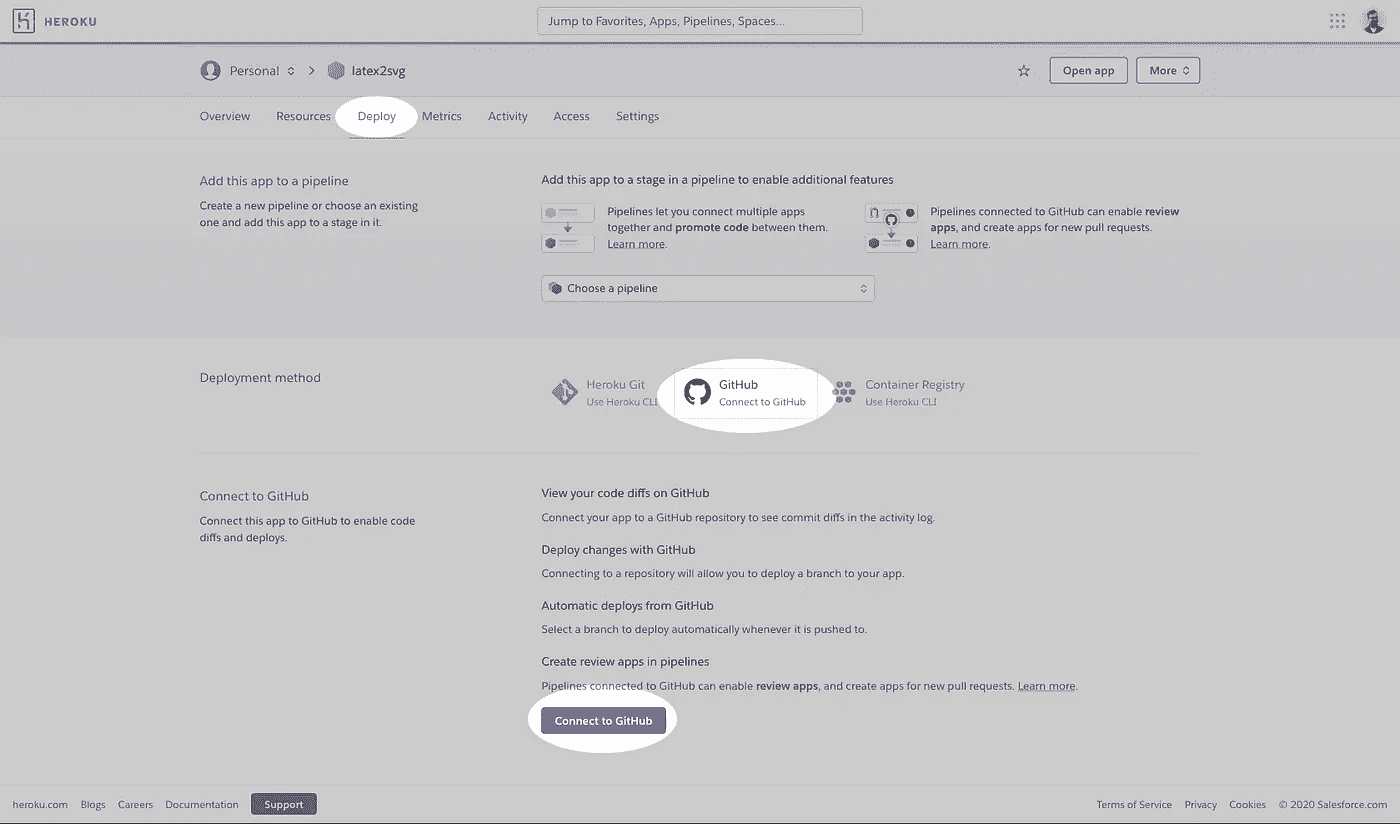 HEROKU
Jump to Favorites, Apps, Pipelines, Spaces...
Personal
latex2svg
Open app
More
Overview
Resources
Deploy
Metrics
Activity
Access
Settings
Add this app to a pipeline
Create a new pipeline or choose an existing
one and add this app to a stage in it.
Add this app to a stage in a pipeline to enable additional features
Pipelines let you connect multiple apps
together and promote code between them.
Learn more.
Pipelines connected to GitHub can enable review
apps, and create apps for new pull requests.
Learn more.
Choose a pipeline
Deployment method
Heroku Git
Use Heroku CLI
GitHub
Connect to GitHub
Container Registry
Use Heroku CLI
Connect to GitHub
Connect this app to GitHub to enable code
diffs and deploys.
View your code diffs on GitHub
Connect your app to a GitHub repository to see commit diffs in the activity log.
Deploy changes with GitHub
Connecting to a repository will allow you to deploy a branch to your app.
Automatic deploys from GitHub
Select a branch to deploy automatically whenever it is pushed to.
Create review apps in pipelines
Pipelines connected to GitHub can enable review apps, and create apps for new pull requests. Learn more.
Connect to GitHub
heroku.com
Blogs
Careers
Documentation
Support
Terms of Service
Privacy
Cookies
© 2020 Salesforce.com